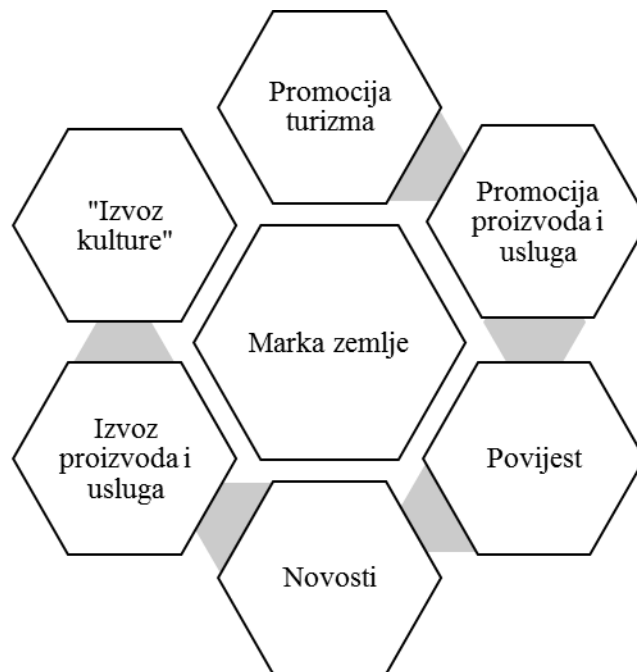 Promocija
turizma
Promocija
proizvoda i
usluga
Povijest
Novosti
Izvoz
proizvoda i
usluga
"Izvoz
kulture"
Marka zemlje